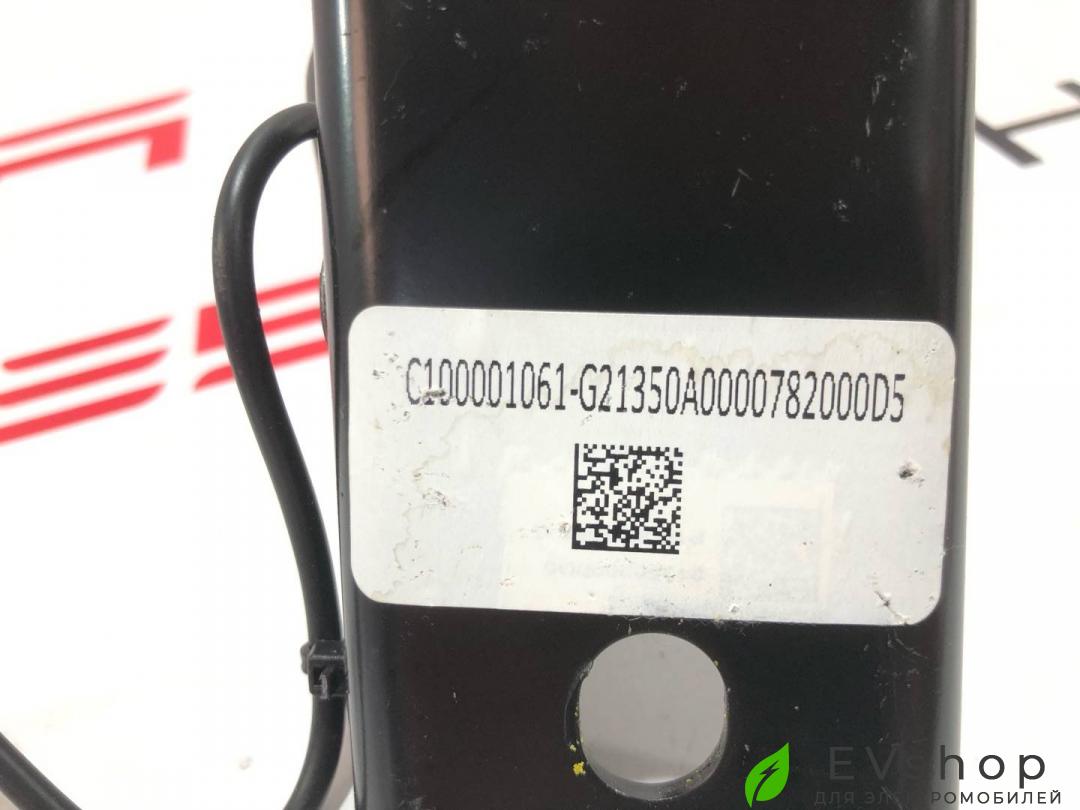 C100001061-G21350A0000782000D5
EVshop
ДЛЯ ЭЛЕКТРОМОБИЛЕЙ